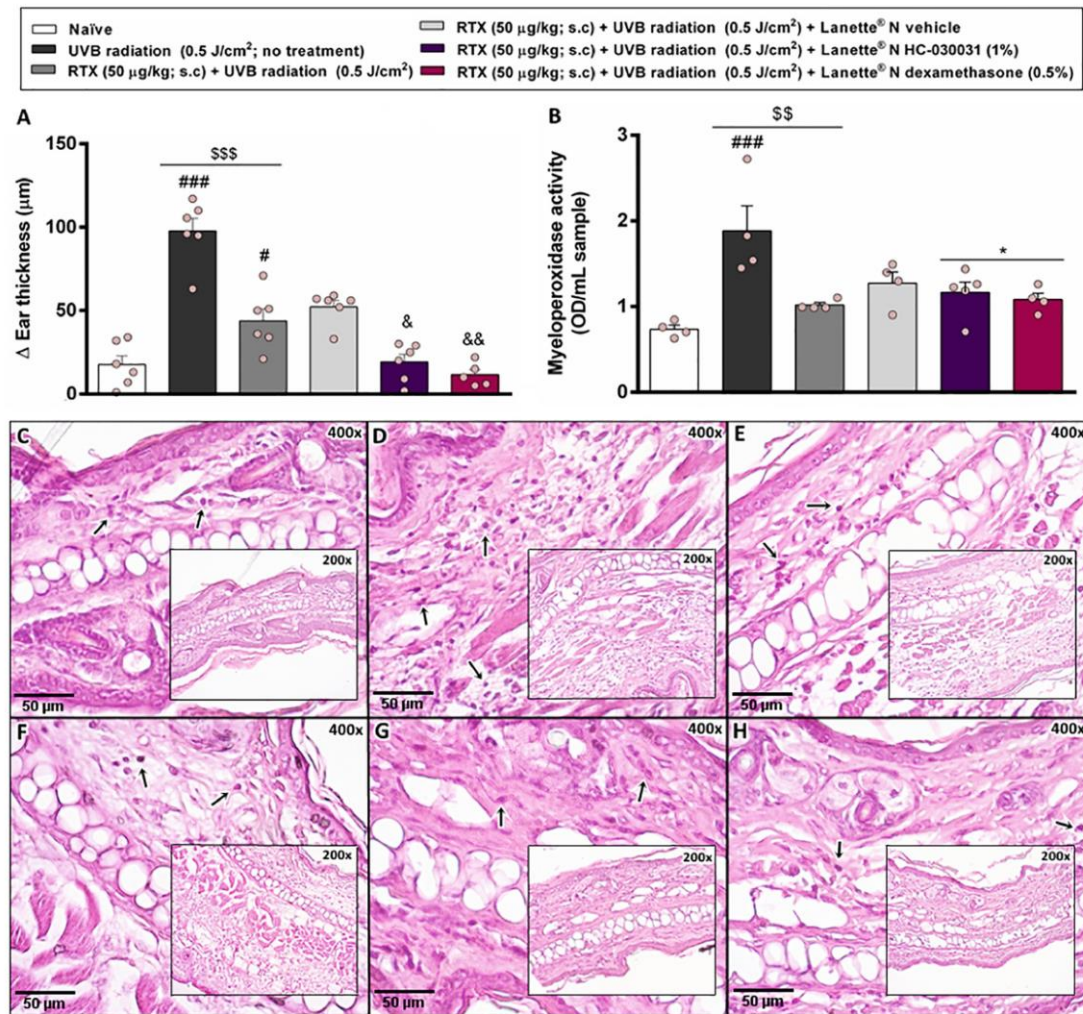 Naïve
UVB radiation (0.5 J/cm²; no treatment)
RTX (50 µg/kg; s.c) + UVB radiation (0.5 J/cm²)
RTX (50 µg/kg; s.c) + UVB radiation (0.5 J/cm²) + Lanette® N vehicle
RTX (50 µg/kg; s.c) + UVB radiation (0.5 J/cm²) + Lanette® N HC-030031 (1%)
RTX (50 µg/kg; s.c) + UVB radiation (0.5 J/cm²) + Lanette® N dexamethasone (0.5%)
A
Δ Ear thickness (µm)
150
100
50
0
$$$
###
#
&
&&
B
Myeloperoxidase activity
(OD/mL sample)
3
2
1
0
$$
###
*
C
400x
200x
50 µm
D
400x
200x
50 µm
E
400x
200x
50 µm
F
400x
200x
50 µm
G
400x
200x
50 µm
H
400x
200x
50 µm